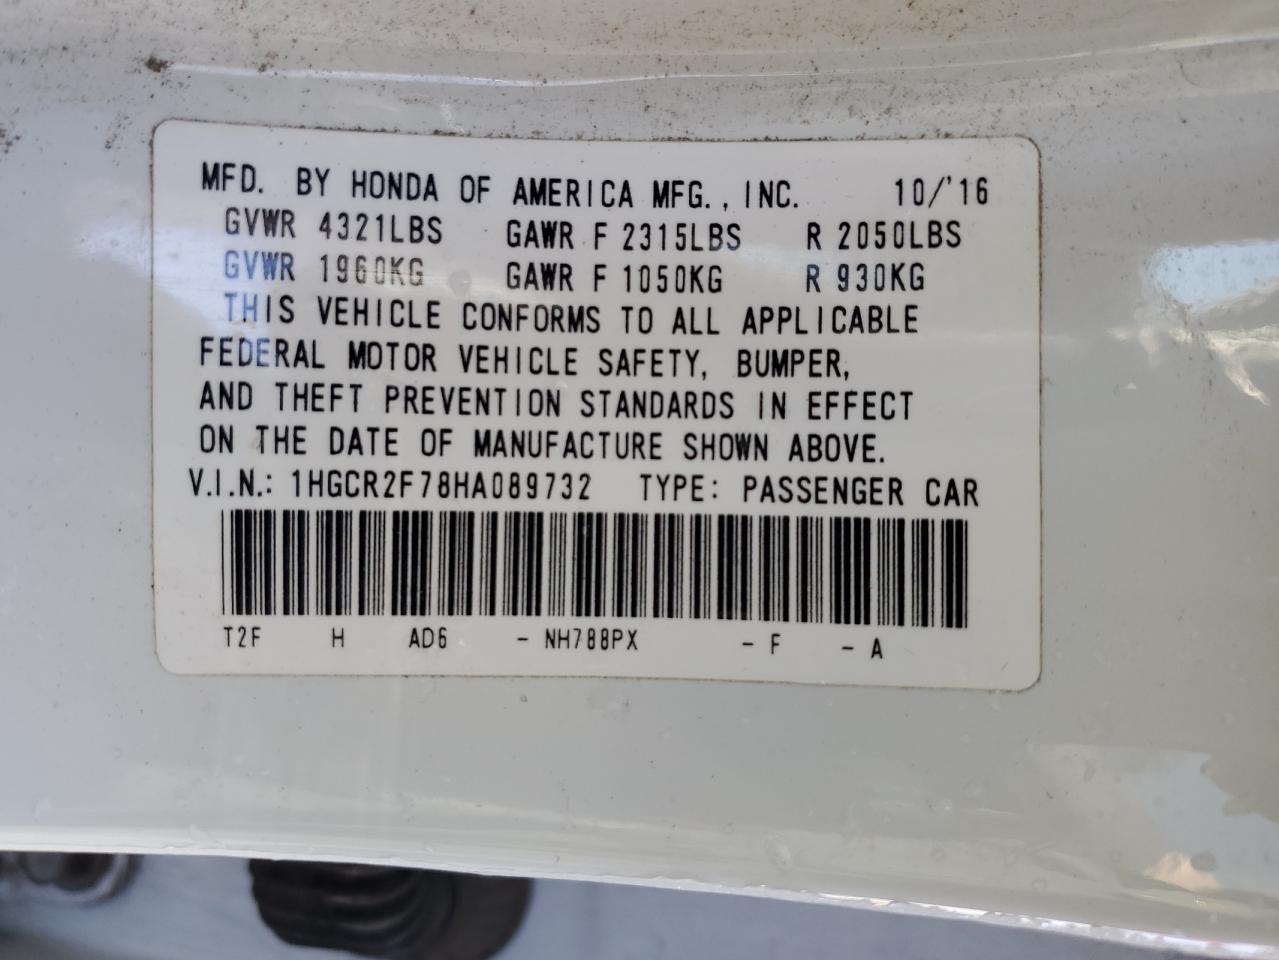 MFD. BY HONDA OF AMERICA MFG., INC. 10/'16
GVWR 4321LBS GAWR F 2315LBS R 2050LBS
GVWR 1960KG GAWR F 1050KG R 930KG
THIS VEHICLE CONFORMS TO ALL APPLICABLE
FEDERAL MOTOR VEHICLE SAFETY, BUMPER,
AND THEFT PREVENTION STANDARDS IN EFFECT
ON THE DATE OF MANUFACTURE SHOWN ABOVE.
V.I.N.: 1HGCR2F78HA089732 TYPE: PASSENGER CAR
T2F H AD6 - NH788PX - F - A